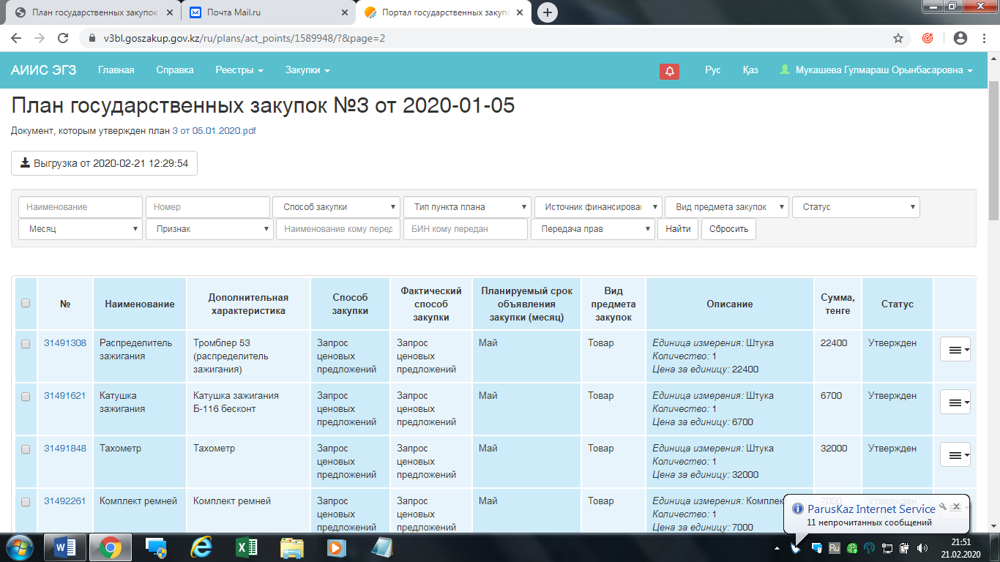 План государственных закупок
Почта Mail.ru
Портал государственных закупо
v3bl.goszakup.gov.kz/ru/plans/act_points/1589948/?&page=2
АИИС ЭГЗ Главная Справка Реестры Закупки Рус Қаз Мукашева Гулмараш Орынбасаровна
План государственных закупок №3 от 2020-01-05
Документ, которым утвержден план 3 от 05.01.2020.pdf
Выгрузка от 2020-02-21 12:29:54
Наименование Номер Способ закупки Тип пункта плана Источник финансирован Вид предмета закупок Статус
Месяц Признак Наименование кому перед БИН кому передан Передача прав Найти Сбросить
№
Наименование
Дополнительная
характеристика
Способ
закупки
Фактический
способ
закупки
Планируемый срок
объявления
закупки (месяц)
Вид
предмета
закупок
Описание
Сумма,
тенге
Статус
31491308
Распределитель
зажигания
Тромблер 53
(распределитель
зажигания)
Запрос
ценовых
предложений
Запрос
ценовых
предложений
Май
Товар
Единица измерения: Штука
Количество: 1
Цена за единицу: 22400
22400
Утвержден
31491621
Катушка
зажигания
Катушка зажигания
Б-116 бесконт
Запрос
ценовых
предложений
Запрос
ценовых
предложений
Май
Товар
Единица измерения: Штука
Количество: 1
Цена за единицу: 6700
6700
Утвержден
31491848
Тахометр
Тахометр
Запрос
ценовых
предложений
Запрос
ценовых
предложений
Май
Товар
Единица измерения: Штука
Количество: 1
Цена за единицу: 32000
32000
Утвержден
31492261
Комплект ремней
Комплект ремней
Запрос
ценовых
предложений
Запрос
ценовых
предложений
Май
Товар
Единица измерения: Комплек
Количество: 1
Цена за единицу: 7000
7000
Утвержден
ParusKaz Internet Service
11 непрочитанных сообщений
Ru
21:51
21.02.2020